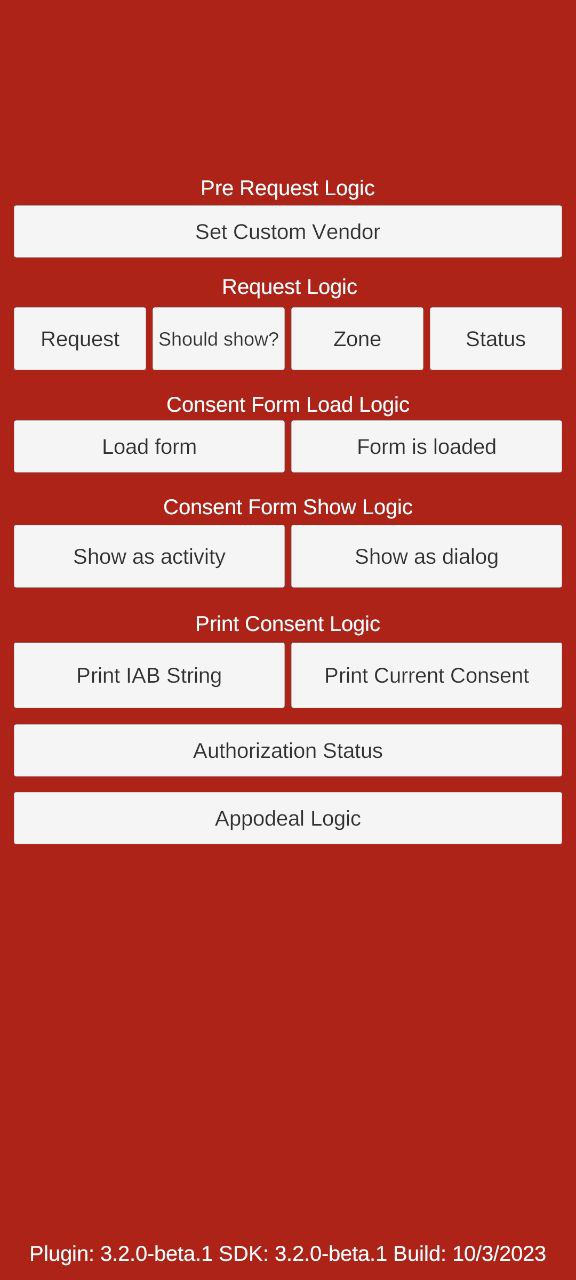 Pre Request Logic
Set Custom Vendor
Request Logic
Request
Should show?
Zone
Status
Consent Form Load Logic
Load form
Form is loaded
Consent Form Show Logic
Show as activity
Show as dialog
Print Consent Logic
Print IAB String
Print Current Consent
Authorization Status
Appodeal Logic
Plugin: 3.2.0-beta.1 SDK: 3.2.0-beta.1 Build: 10/3/2023